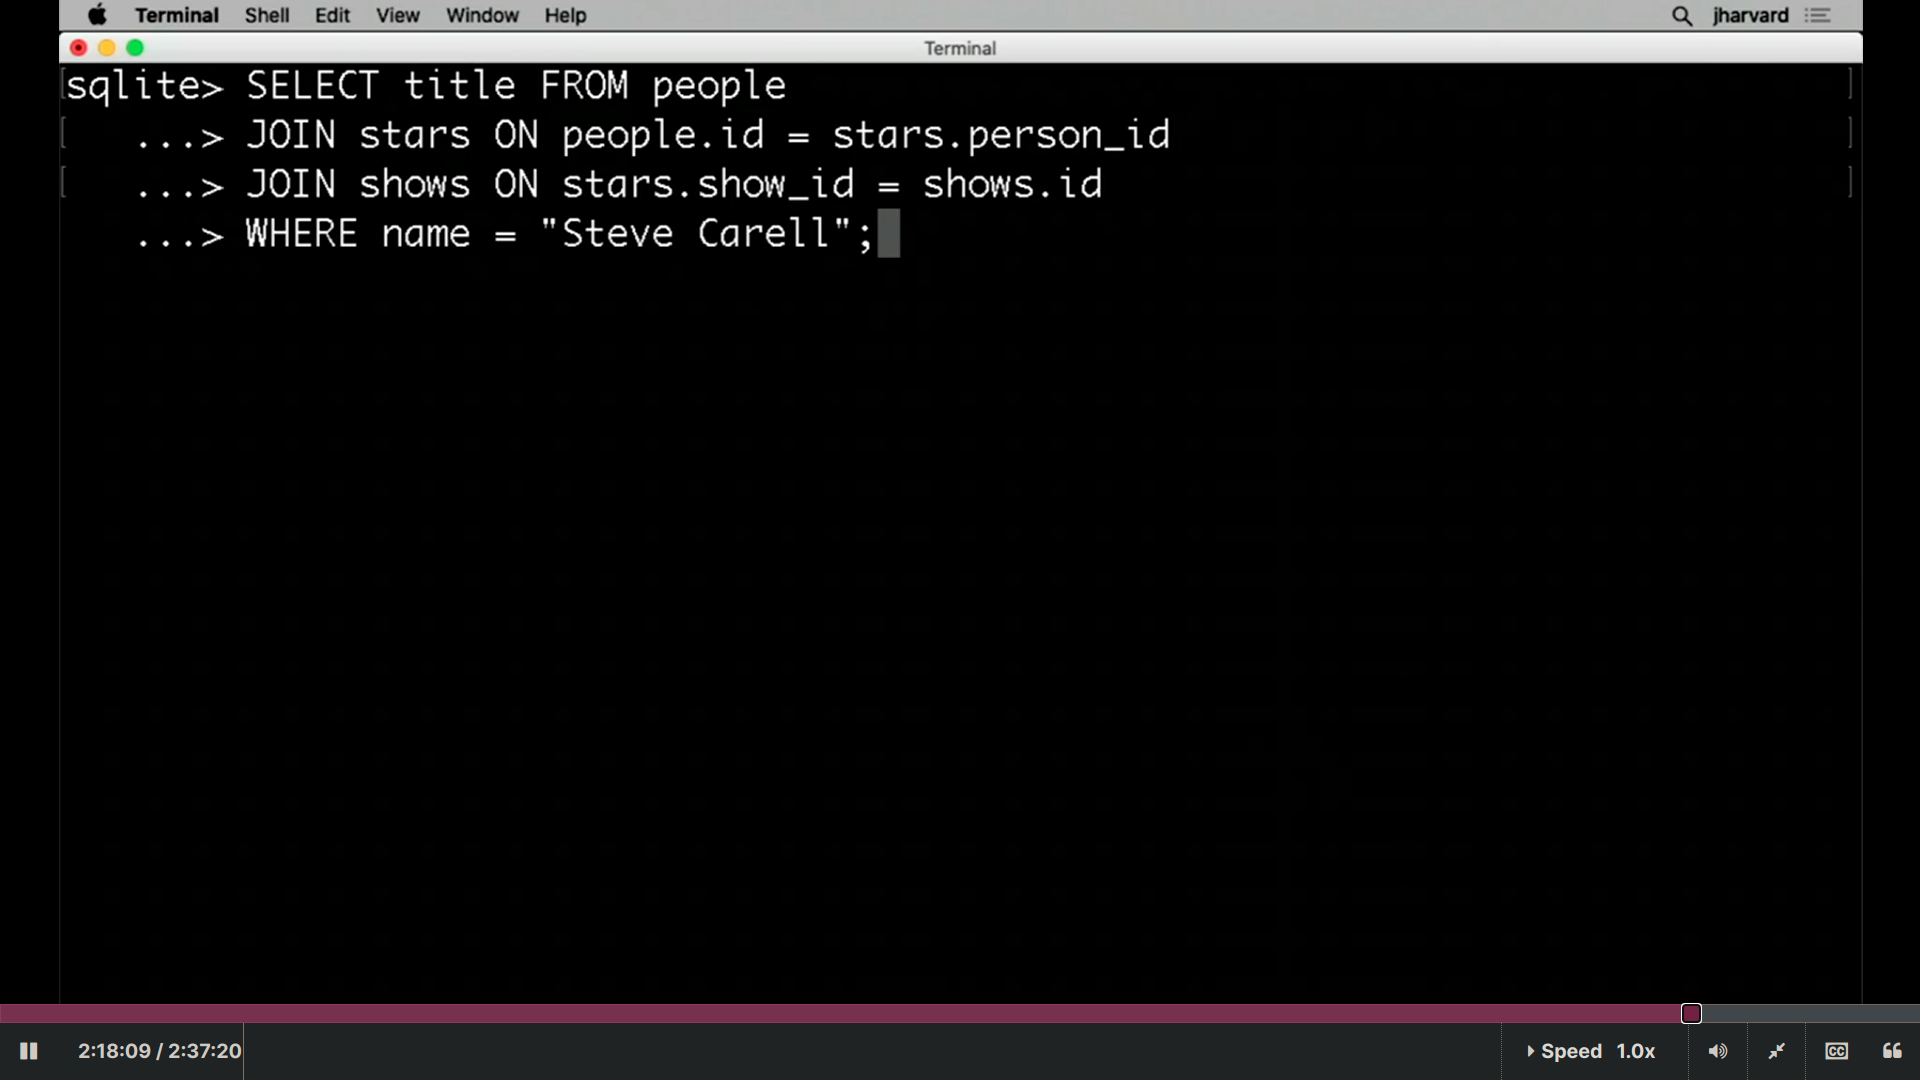 Terminal Shell Edit View Window Help jharvard
Terminal
sqlite> SELECT title FROM people
...> JOIN stars ON people.id = stars.person_id
...> JOIN shows ON stars.show_id = shows.id
...> WHERE name = "Steve Carell";
2:18:09 / 2:37:20 Speed 1.0x CC